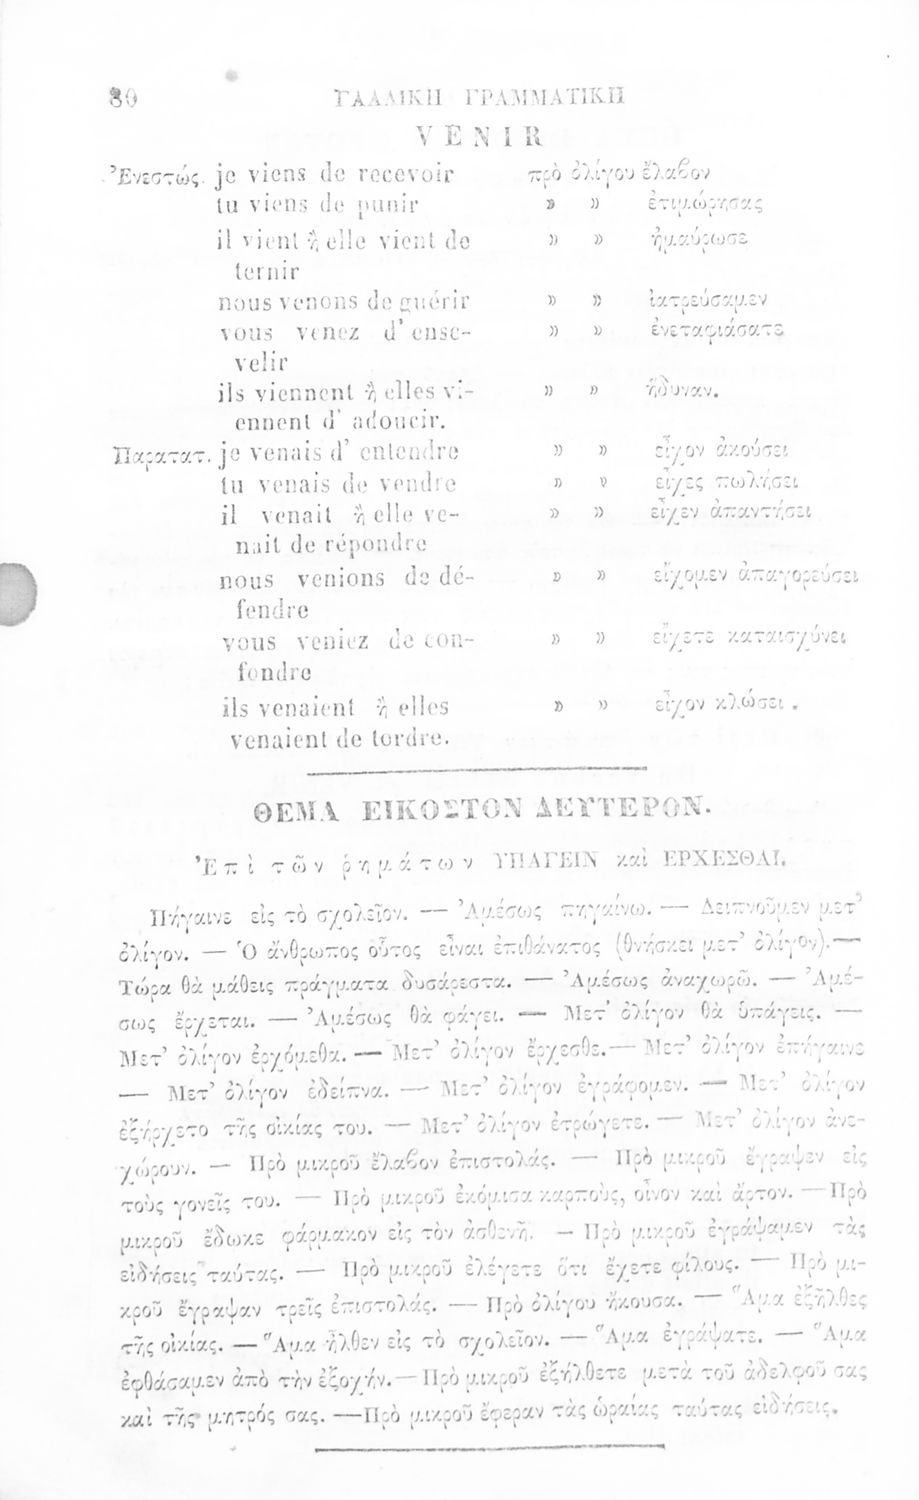 80 ΓΑΛΛΙΚΗ ΓΡΑΜΜΑΤΙΚΗ
VENIR
Ἐνεστώς. je viens de recevoir πρὸ ὀλίγου ἔλαβον
tu viens de punir » » ἐτιμώρησας
il vient ἢ elle vient de » » ἠμαύρωσε
ternir
nous venons de guérir » » ἰατρεύσαμεν
vous venez d' ense- » » ἐνεταφιάσατε
velir
ils viennent ἢ elles vi- » » ἥδυναν.
ennent d' adoucir.
Παρατατ. je venais d' entendre » » εἶχον ἀκούσει
tu venais de vendre » » εἶχες πωλήσει
il venait ἢ elle ve- » » εἶχεν ἀπαντήσει
nait de répondre
nous venions de dé- » » εἴχομεν ἀπαγορεύσει
fendre
vous veniez de con- » » εἴχετε καταισχύνει
fondre
ils venaient ἢ elles » » εἶχον κλώσει.
venaient de tordre.
ΘΕΜΑ ΕΙΚΟΣΤΟΝ ΔΕΥΤΕΡΟΝ.
Ἐπὶ τῶν ῥημάτων ΥΠΑΓΕΙΝ καὶ ΕΡΧΕΣΘΑΙ.
Πήγαινε εἰς τὸ σχολεῖον. — Ἀμέσως πηγαίνω. — Δειπνοῦμεν μετ'
ὀλίγον. — Ὁ ἄνθρωπος οὗτος εἶναι ἐπιθάνατος (θνήσκει μετ' ὀλίγον).—
Τώρα θὰ μάθεις πράγματα δυσάρεστα. — Ἀμέσως ἀναχωρῶ. — Ἀμέ-
σως ἔρχεται. — Ἀμέσως θὰ φάγει. — Μετ' ὀλίγον θὰ ὑπάγεις. —
Μετ' ὀλίγον ἐρχόμεθα. — Μετ' ὀλίγον ἔρχεσθε.— Μετ' ὀλίγον ἐπήγαινε
— Μετ' ὀλίγον ἐδείπνα. — Μετ' ὀλίγον ἐγράφομεν. — Μετ' ὀλίγον
ἐξήρχετο τῆς οἰκίας του. — Μετ' ὀλίγον ἐτρώγετε. — Μετ' ὀλίγον ἀνε-
χώρουν. — Πρὸ μικροῦ ἔλαβον ἐπιστολάς. — Πρὸ μικροῦ ἔγραψεν εἰς
τοὺς γονεῖς του. — Πρὸ μικροῦ ἐκόμισα καρποὺς, οἶνον καὶ ἄρτον. — Πρὸ
μικροῦ ἔδωκε φάρμακον εἰς τὸν ἀσθενῆ. — Πρὸ μικροῦ ἐγράψαμεν τὰς
εἰδήσεις ταύτας. — Πρὸ μικροῦ ἐλέγετε ὅτι ἔχετε φίλους. — Πρὸ μι-
κροῦ ἔγραψαν τρεῖς ἐπιστολάς. — Πρὸ ὀλίγου ἤκουσα. — Ἅμα ἐξῆλθες
τῆς οἰκίας. — Ἅμα ἦλθεν εἰς τὸ σχολεῖον. — Ἅμα ἐγράψατε. — Ἅμα
ἐφθάσαμεν ἀπὸ τὴν ἐξοχήν.— Πρὸ μικροῦ ἐξήλθετε μετὰ τοῦ ἀδελφοῦ σας
καὶ τῆς μητρός σας. —Πρὸ μικροῦ ἔφεραν τὰς ὡραίας ταύτας εἰδήσεις.